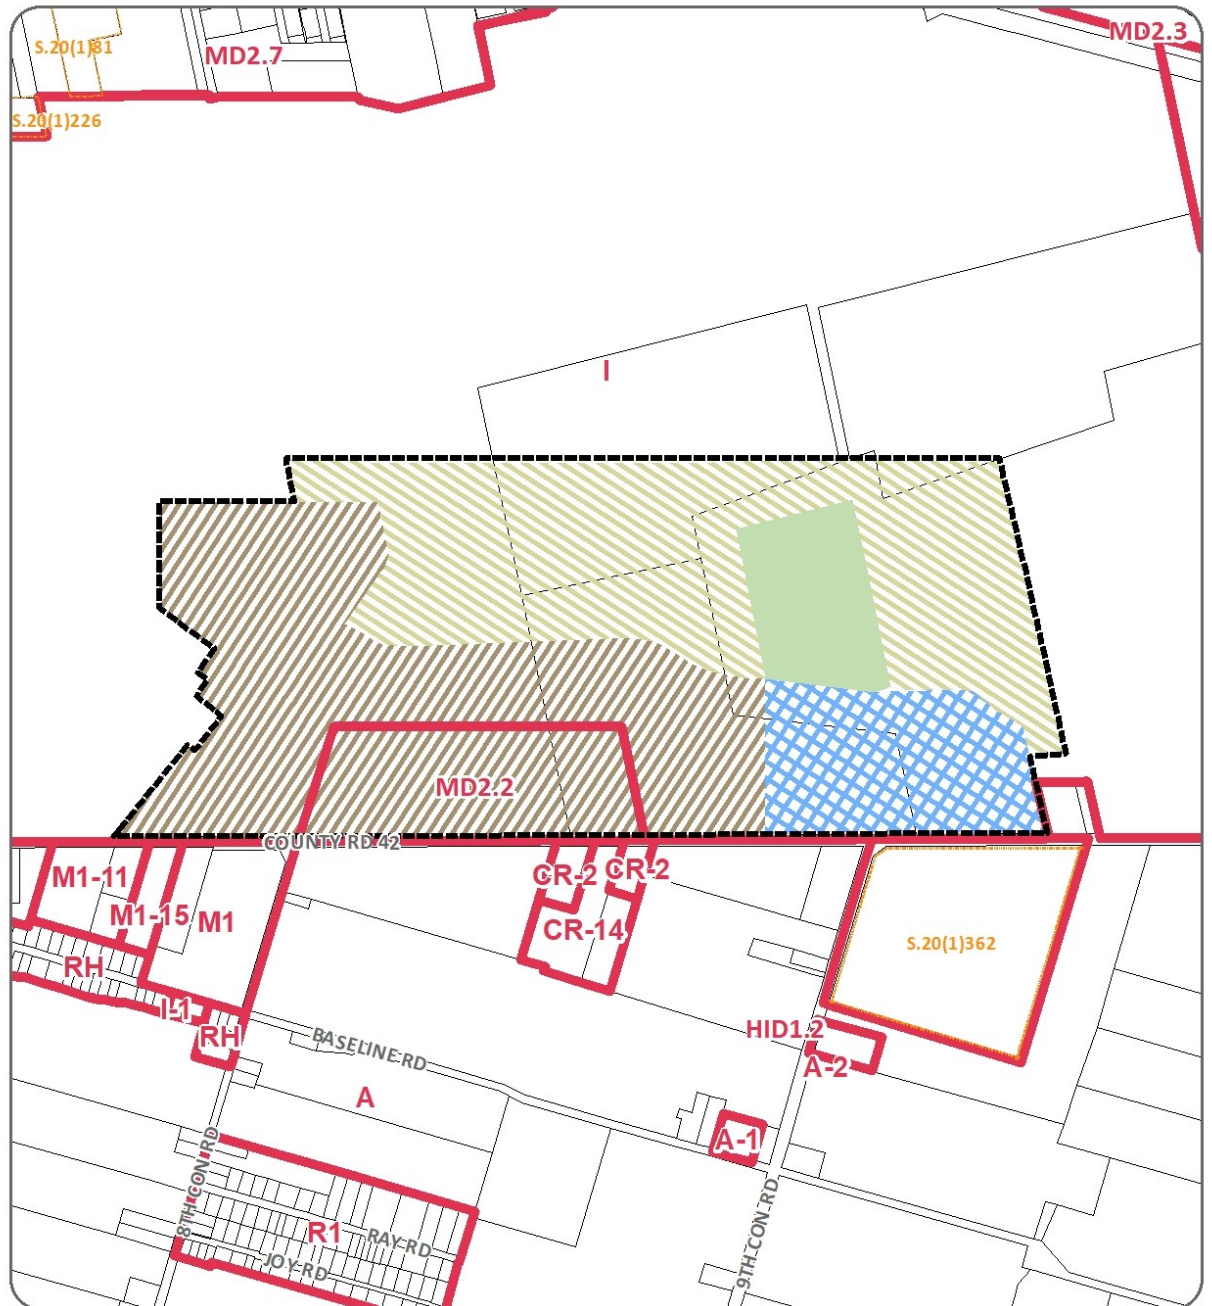 S.20(1)81
MD2.7
MD2.3
S.20(1)226
I
MD2.2
COUNTY RD 42
M1-11
CR-2
CR-2
M1-15
M1
CR-14
S.20(1)362
RH
I-1
RH
HID1.2
BASELINE RD
A-2
A
A-1
8TH CON RD
R1
RAY RD
JOY RD
9TH CON RD